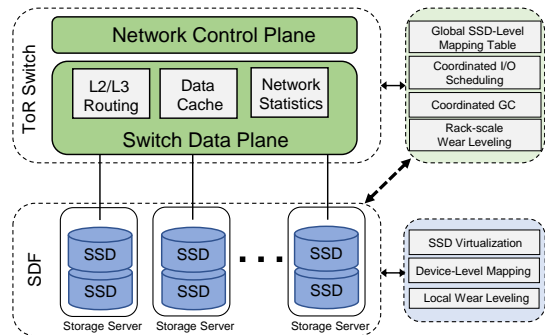 ToR Switch
Network Control Plane
L2/L3
Routing
Data
Cache
Network
Statistics
Switch Data Plane
Global SSD-Level
Mapping Table
Coordinated I/O
Scheduling
Coordinated GC
Rack-scale
Wear Leveling
SDF
SSD
SSD
Storage Server
SSD
SSD
Storage Server
SSD
SSD
Storage Server
SSD Virtualization
Device-Level Mapping
Local Wear Leveling